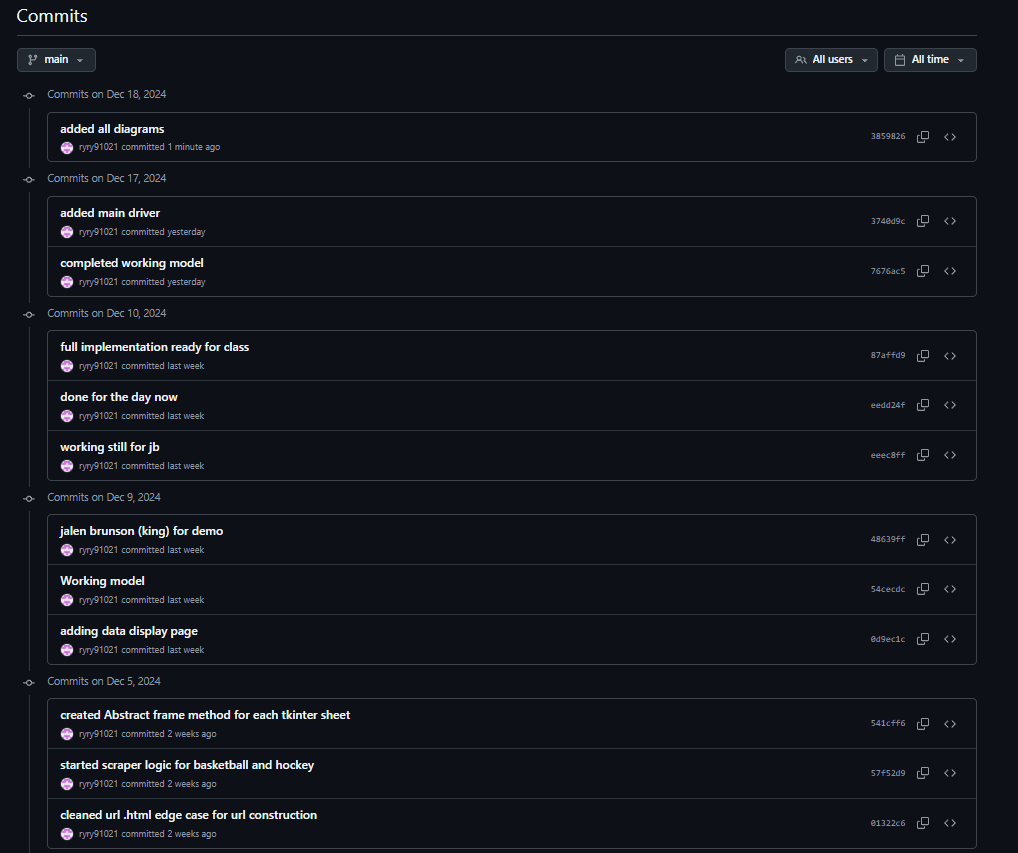 Commits
main
All users
All time
Commits on Dec 18, 2024
added all diagrams
ryry91021 committed 1 minute ago
3859826
Commits on Dec 17, 2024
added main driver
ryry91021 committed yesterday
3740d9c
completed working model
ryry91021 committed yesterday
7676ac5
Commits on Dec 10, 2024
full implementation ready for class
ryry91021 committed last week
87affd9
done for the day now
ryry91021 committed last week
eedd24f
working still for jb
ryry91021 committed last week
eeec8ff
Commits on Dec 9, 2024
jalen brunson (king) for demo
ryry91021 committed last week
48639ff
Working model
ryry91021 committed last week
54cecdc
adding data display page
ryry91021 committed last week
0d9ec1c
Commits on Dec 5, 2024
created Abstract frame method for each tkinter sheet
ryry91021 committed 2 weeks ago
541cff6
started scraper logic for basketball and hockey
ryry91021 committed 2 weeks ago
57f52d9
cleaned url .html edge case for url construction
ryry91021 committed 2 weeks ago
01322c6